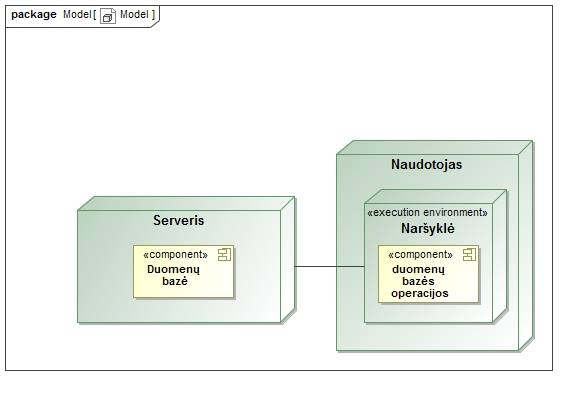 package Model[ Model ]
Serveris
«component»
Duomenų
bazė
Naudotojas
«execution environment»
Naršyklė
«component»
duomenų
bazės
operacijos